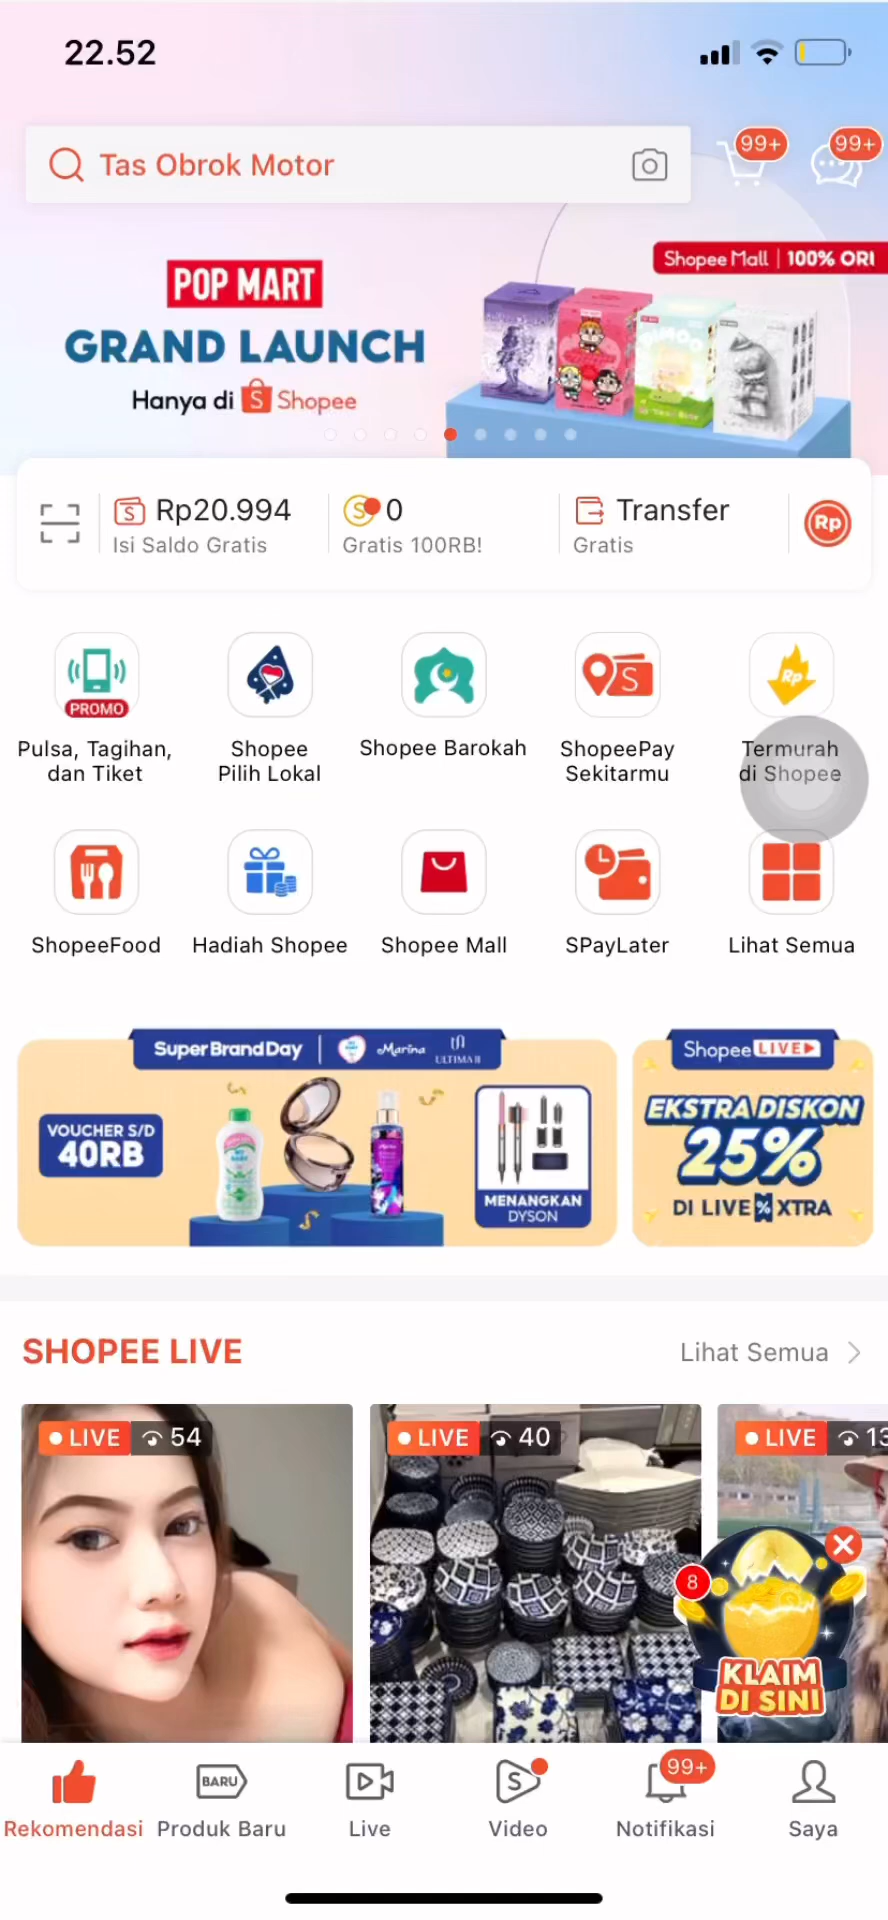 22.52
Tas Obrok Motor
99+
99+
Shopee Mall | 100% ORI
POP MART
GRAND LAUNCH
Hanya di S Shopee
Rp20.994
Isi Saldo Gratis
0
Gratis 100RB!
Transfer
Gratis
Rp
PROMO
Pulsa, Tagihan,
dan Tiket
Shopee
Pilih Lokal
Shopee Barokah
ShopeePay
Sekitarmu
Rp
Termurah
di Shopee
ShopeeFood
Hadiah Shopee
Shopee Mall
SPayLater
Lihat Semua
Super Brand Day
Marina
ULTIMA II
VOUCHER S/D
40RB
MENANGKAN
DYSON
Shopee LIVE
EKSTRA DISKON
25%
DI LIVE % XTRA
SHOPEE LIVE
Lihat Semua
LIVE 54
LIVE 40
LIVE 13
8
KLAIM
DI SINI
Rekomendasi
BARU
Produk Baru
Live
Video
99+
Notifikasi
Saya